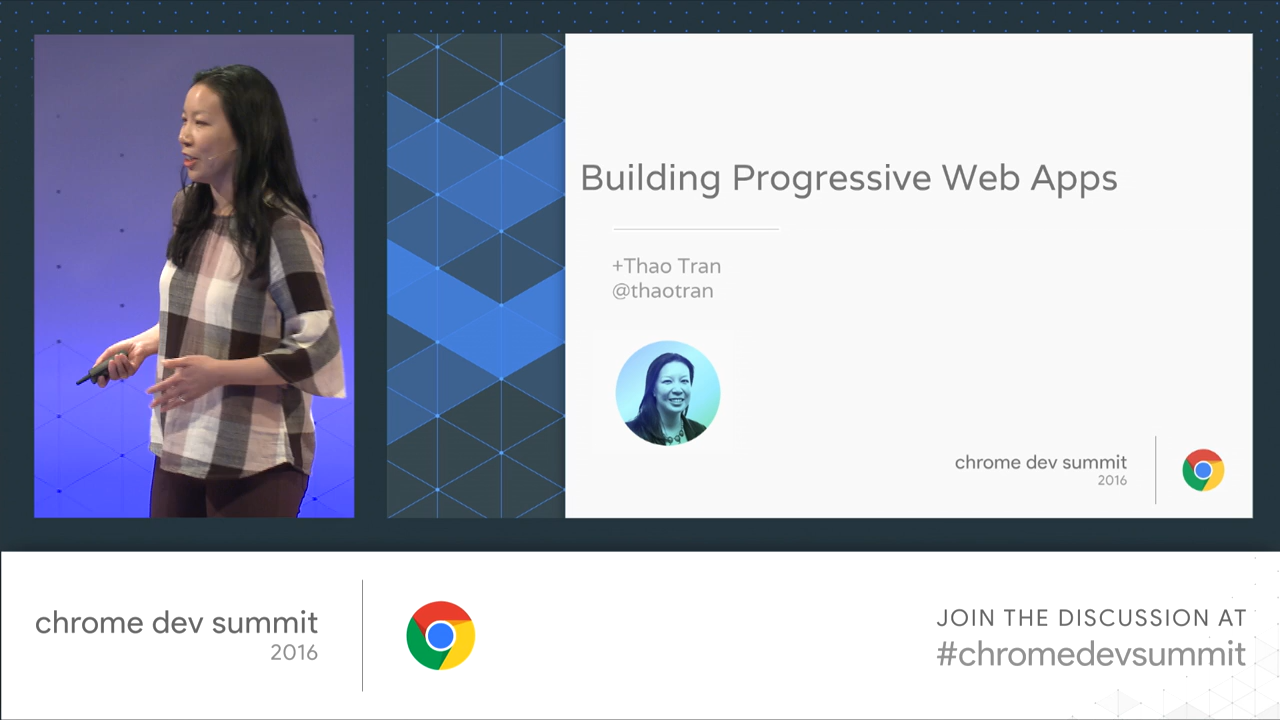 Building Progressive Web Apps
+Thao Tran
@thaotran
chrome dev summit
2016
chrome dev summit
2016
JOIN THE DISCUSSION AT
#chromedevsummit